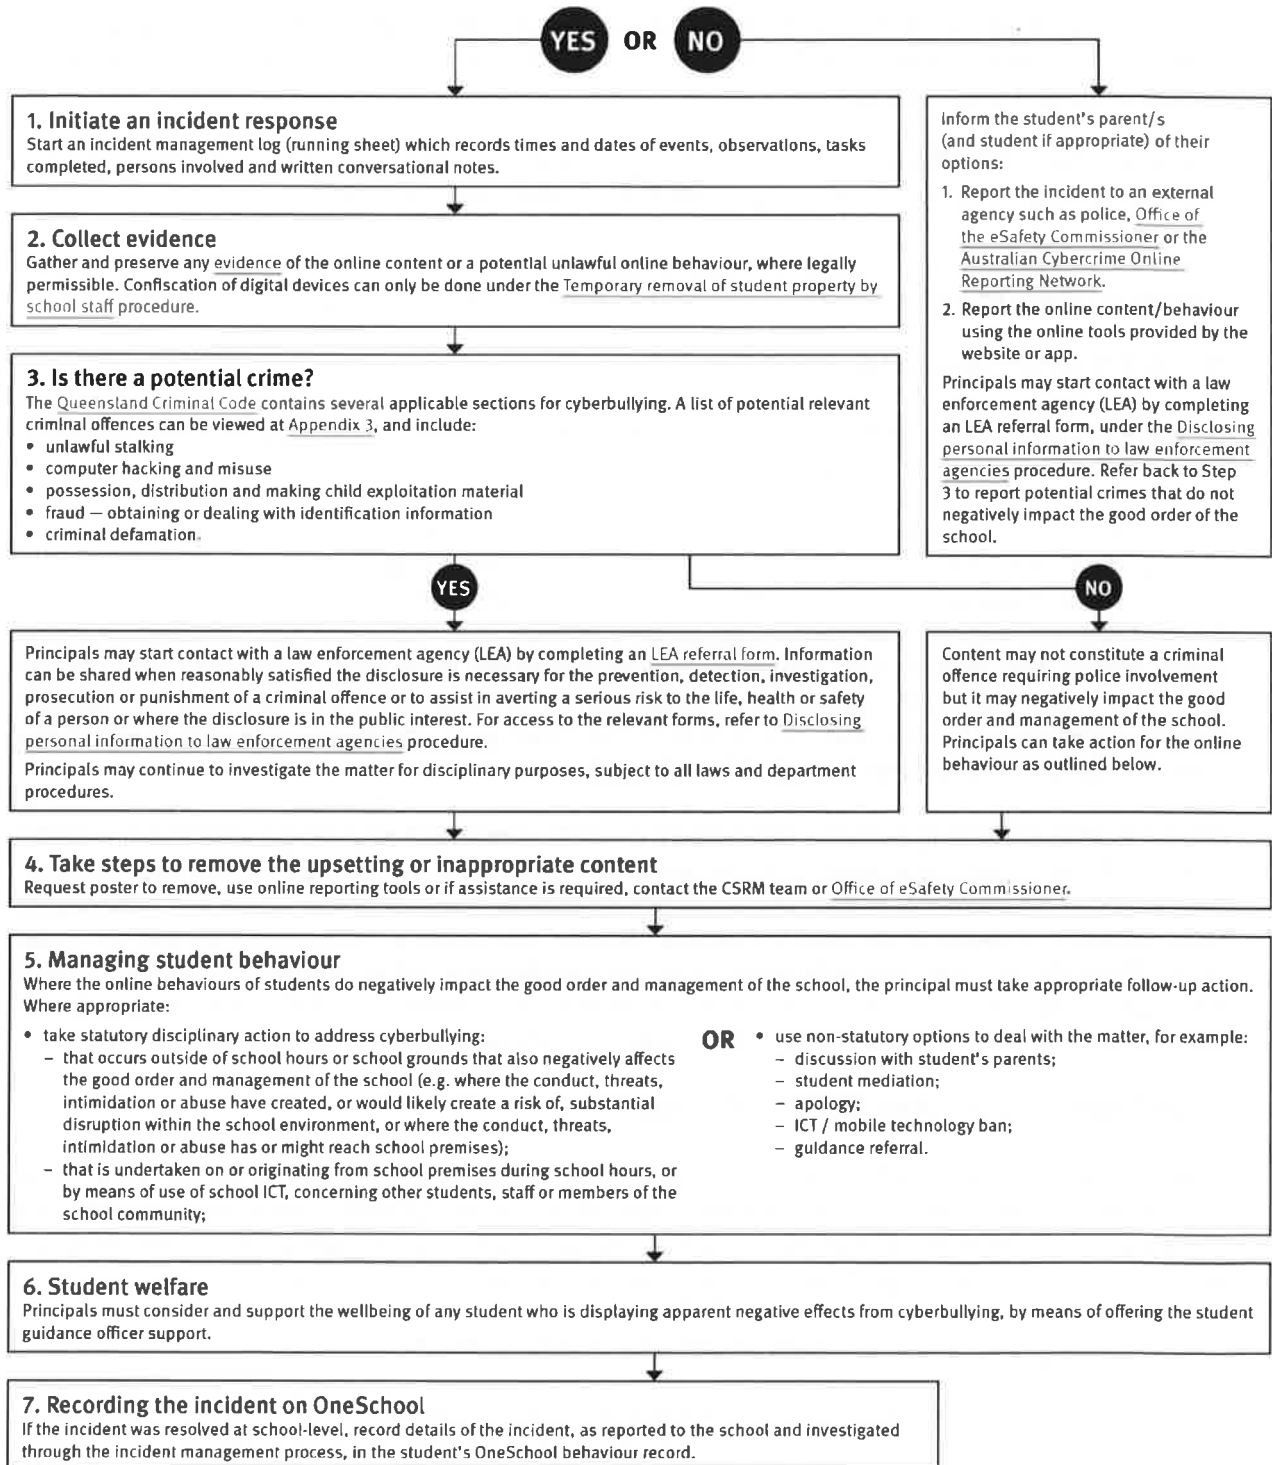 YES OR NO
1. Initiate an incident response
Start an incident management log (running sheet) which records times and dates of events, observations, tasks
completed, persons involved and written conversational notes.
2. Collect evidence
Gather and preserve any evidence of the online content or a potential unlawful online behaviour, where legally
permissible. Confiscation of digital devices can only be done under the Temporary removal of student property by
school staff procedure.
3. Is there a potential crime?
The Queensland Criminal Code contains several applicable sections for cyberbullying. A list of potential relevant
criminal offences can be viewed at Appendix 3, and include:
• unlawful stalking
• computer hacking and misuse
• possession, distribution and making child exploitation material
• fraud — obtaining or dealing with identification information
• criminal defamation.
Inform the student's parent/s
(and student if appropriate) of their
options:
1. Report the incident to an external
agency such as police, Office of
the eSafety Commissioner or the
Australian Cybercrime Online
Reporting Network.
2. Report the online content/behaviour
using the online tools provided by the
website or app.
Principals may start contact with a law
enforcement agency (LEA) by completing
an LEA referral form, under the Disclosing
personal information to law enforcement
agencies procedure. Refer back to Step
3 to report potential crimes that do not
negatively impact the good order of the
school.
YES
NO
Principals may start contact with a law enforcement agency (LEA) by completing an LEA referral form. Information
can be shared when reasonably satisfied the disclosure is necessary for the prevention, detection, investigation,
prosecution or punishment of a criminal offence or to assist in averting a serious risk to the life, health or safety
of a person or where the disclosure is in the public interest. For access to the relevant forms, refer to Disclosing
personal information to law enforcement agencies procedure.
Principals may continue to investigate the matter for disciplinary purposes, subject to all laws and department
procedures.
Content may not constitute a criminal
offence requiring police involvement
but it may negatively impact the good
order and management of the school.
Principals can take action for the online
behaviour as outlined below.
4. Take steps to remove the upsetting or inappropriate content
Request poster to remove, use online reporting tools or if assistance is required, contact the CSRM team or Office of eSafety Commissioner.
5. Managing student behaviour
Where the online behaviours of students do negatively impact the good order and management of the school, the principal must take appropriate follow-up action.
Where appropriate:
• take statutory disciplinary action to address cyberbullying:
– that occurs outside of school hours or school grounds that also negatively affects
the good order and management of the school (e.g. where the conduct, threats,
intimidation or abuse have created, or would likely create a risk of, substantial
disruption within the school environment, or where the conduct, threats,
intimidation or abuse has or might reach school premises);
– that is undertaken on or originating from school premises during school hours, or
by means of use of school ICT, concerning other students, staff or members of the
school community;
OR
• use non-statutory options to deal with the matter, for example:
– discussion with student's parents;
– student mediation;
– apology;
– ICT / mobile technology ban;
– guidance referral.
6. Student welfare
Principals must consider and support the wellbeing of any student who is displaying apparent negative effects from cyberbullying, by means of offering the student
guidance officer support.
7. Recording the incident on OneSchool
If the incident was resolved at school-level, record details of the incident, as reported to the school and investigated
through the incident management process, in the student's OneSchool behaviour record.